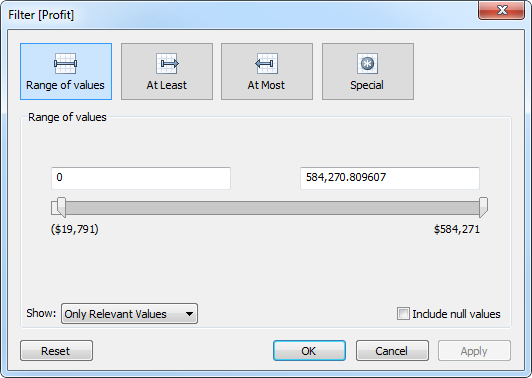 Filter [Profit]
Range of values
At Least
At Most
Special
Range of values
0
584,270.809607
($19,791)
$584,271
Show:
Only Relevant Values
Include null values
Reset
OK
Cancel
Apply